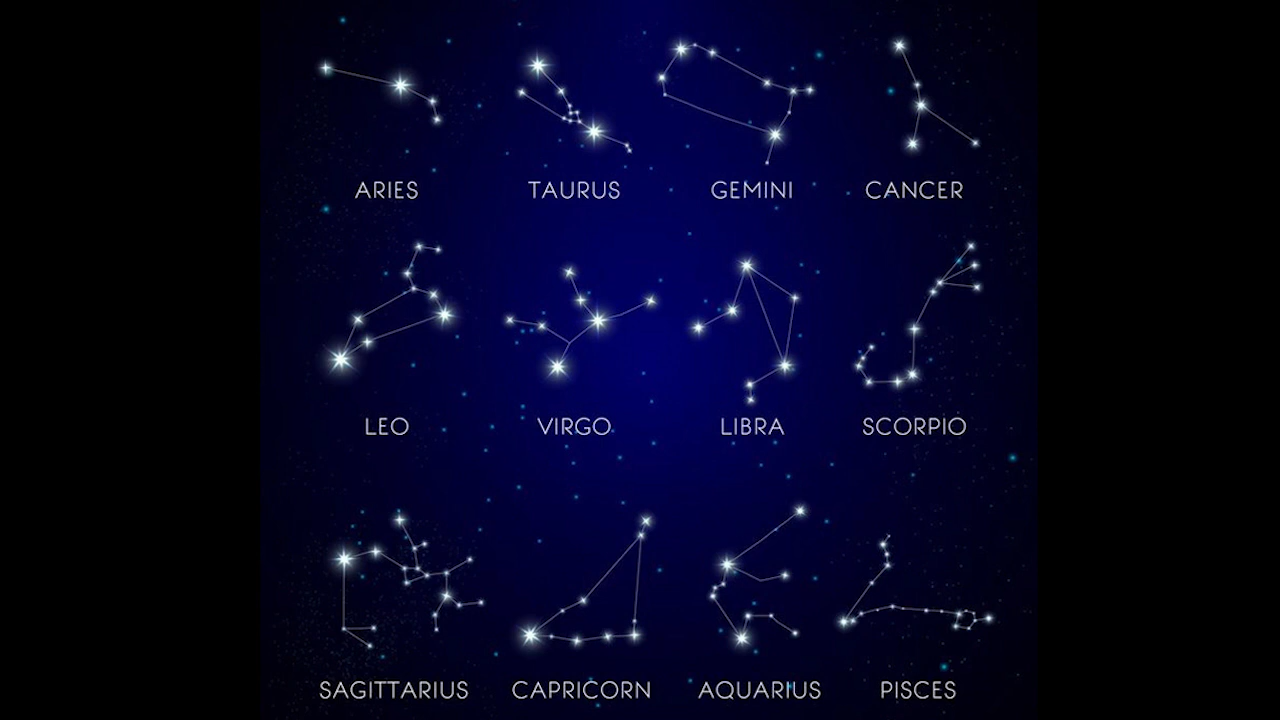 ARIES TAURUS GEMINI CANCER
LEO VIRGO LIBRA SCORPIO
SAGITTARIUS CAPRICORN AQUARIUS PISCES